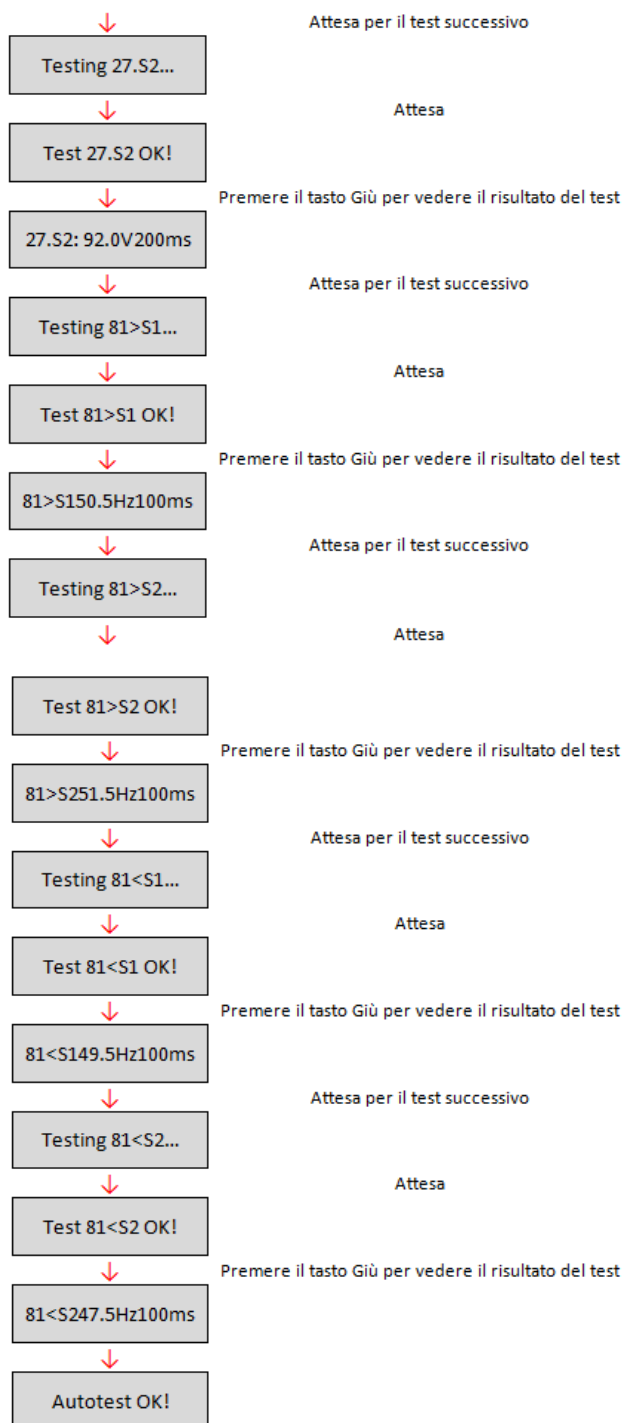 Attesa per il test successivo
Testing 27.S2...
Attesa
Test 27.S2 OK!
Premere il tasto Giù per vedere il risultato del test
27.S2: 92.0V200ms
Attesa per il test successivo
Testing 81>S1...
Attesa
Test 81>S1 OK!
Premere il tasto Giù per vedere il risultato del test
81>S150.5Hz100ms
Attesa per il test successivo
Testing 81>S2...
Attesa
Test 81>S2 OK!
Premere il tasto Giù per vedere il risultato del test
81>S251.5Hz100ms
Attesa per il test successivo
Testing 81<S1...
Attesa
Test 81<S1 OK!
Premere il tasto Giù per vedere il risultato del test
81<S149.5Hz100ms
Attesa per il test successivo
Testing 81<S2...
Attesa
Test 81<S2 OK!
Premere il tasto Giù per vedere il risultato del test
81<S247.5Hz100ms
Autotest OK!